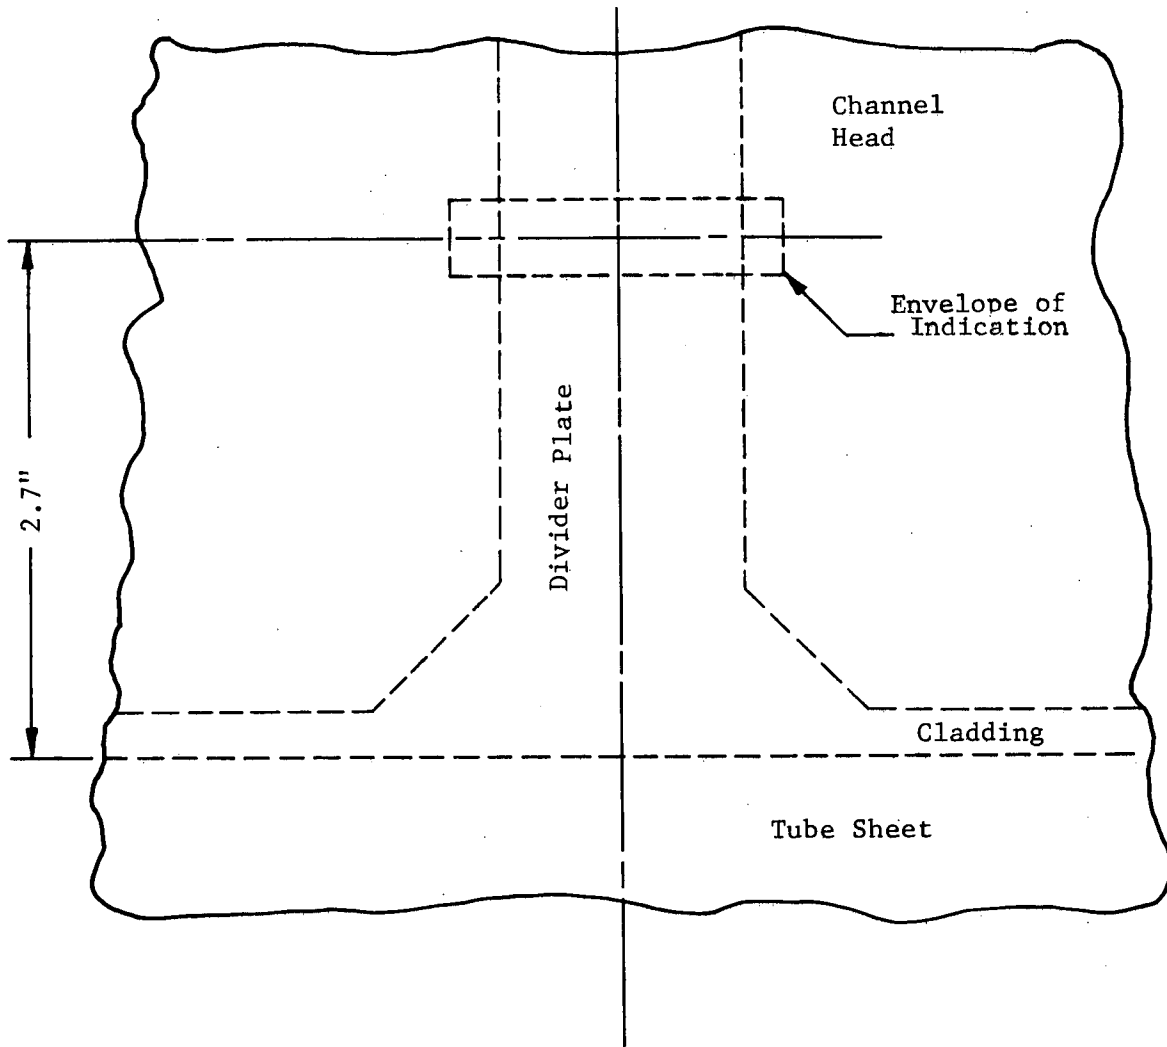 Channel
Head
Envelope of
Indication
Divider Plate
2.7"
Cladding
Tube Sheet